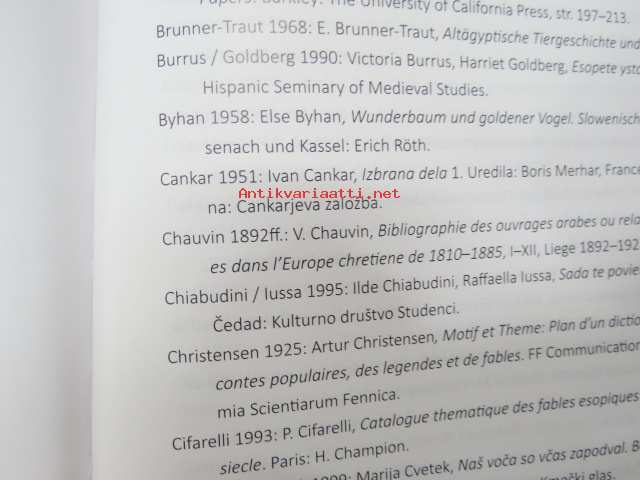 Papers. Berkley: The University of California Press, str. 197–213.
Brunner-Traut 1968: E. Brunner-Traut, Altägyptische Tiergeschichte und
Burrus / Goldberg 1990: Victoria Burrus, Harriet Goldberg, Esopete ysto
Hispanic Seminary of Medieval Studies.
Byhan 1958: Else Byhan, Wunderbaum und goldener Vogel. Slowenisch
senach und Kassel: Erich Röth.
Cankar 1951: Ivan Cankar, Izbrana dela 1. Uredila: Boris Merhar, France
Antikvariaatti.net
na: Cankarjeva založba.
Chauvin 1892ff.: V. Chauvin, Bibliographie des ouvrages arabes ou rela
es dans l’Europe chretiene de 1810–1885, I–XII, Liege 1892–192
Chiabudini / Iussa 1995: Ilde Chiabudini, Raffaella Iussa, Sada te povie
Čedad: Kulturno društvo Studenci.
Christensen 1925: Artur Christensen, Motif et Theme: Plan d’un dictio
contes populaires, des legendes et de fables. FF Communication
mia Scientiarum Fennica.
Cifarelli 1993: P. Cifarelli, Catalogue thematique des fables esopiques
siecle. Paris: H. Champion.
Marija Cvetek, Naš voča so včas zapodval. B
glas.